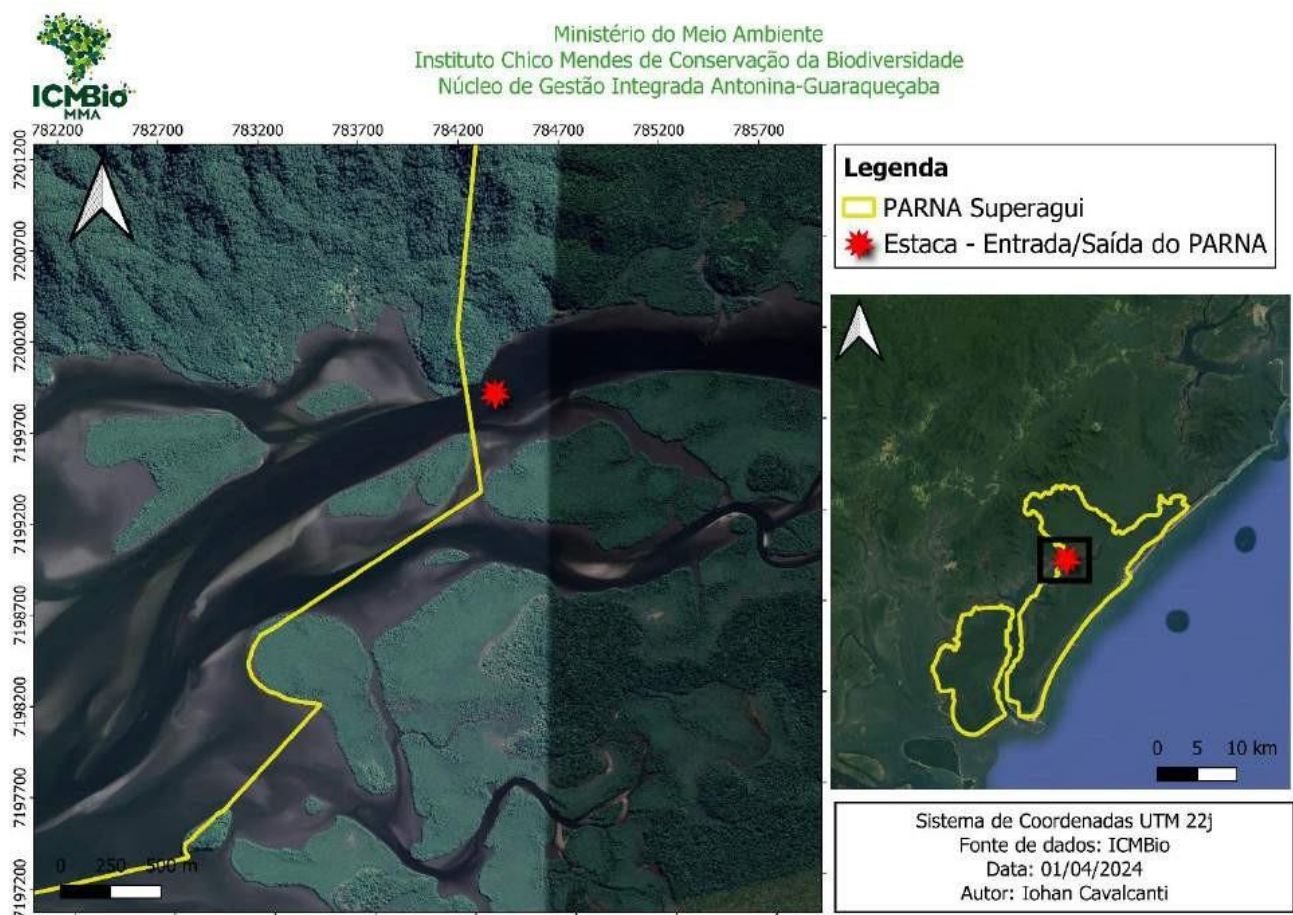 ICMBio
MMA
Ministério do Meio Ambiente
Instituto Chico Mendes de Conservação da Biodiversidade
Núcleo de Gestão Integrada Antonina-Guaraqueçaba
782200 782700 783200 783700 784200 784700 785200 785700
7201200
7200700
7200200
7199700
7199200
7198700
7198200
7197700
7197200
0 250 500 m
Legenda
PARNA Superagui
Estaca - Entrada/Saída do PARNA
0 5 10 km
Sistema de Coordenadas UTM 22j
Fonte de dados: ICMBio
Data: 01/04/2024
Autor: Iohan Cavalcanti